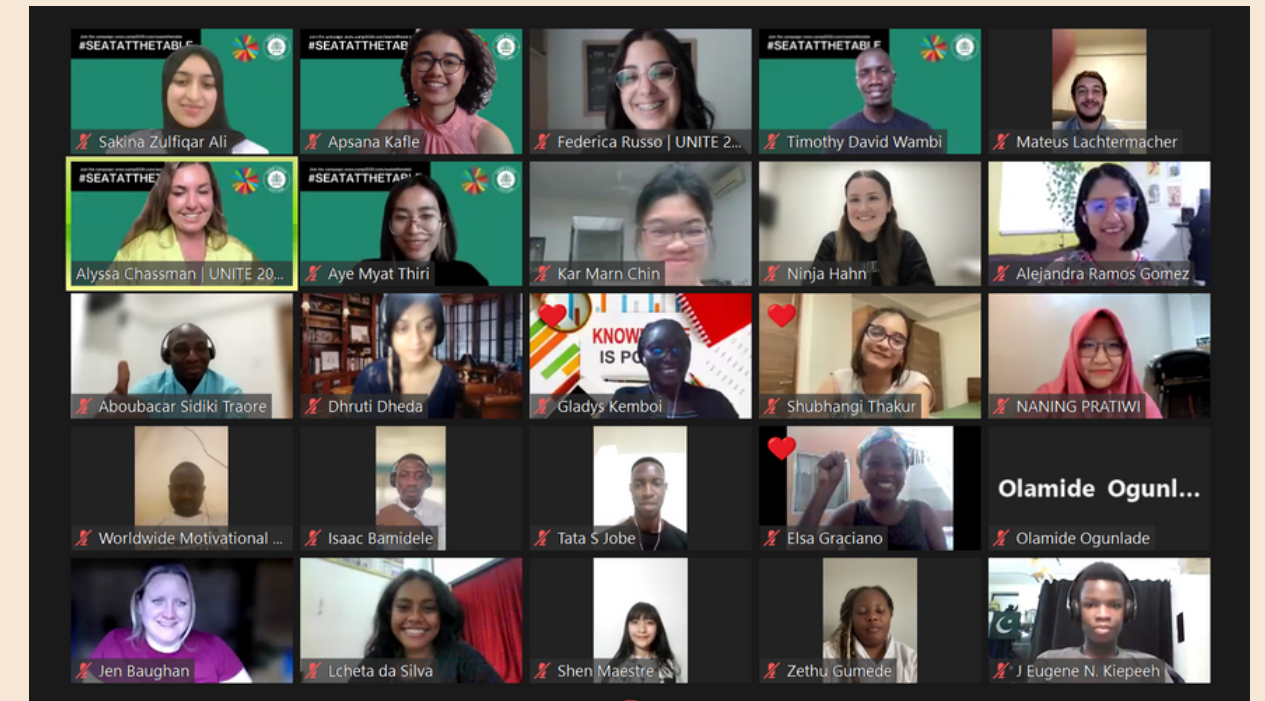 #SEATATTHETABLE
Sakina Zulfiqar Ali
#SEATATTHETAB
Apsana Kafle
Federica Russo | UNITE 2...
#SEATATTHETABLE
Timothy David Wambi
Mateus Lachtermacher
#SEATATTHET
Alyssa Chassman | UNITE 20...
#SEATATTHETABL
Aye Myat Thiri
Kar Marn Chin
Ninja Hahn
Alejandra Ramos Gomez
Aboubacar Sidiki Traore
Dhruti Dheda
KNOW
IS PO
Gladys Kemboi
Shubhangi Thakur
NANING PRATIWI
Worldwide Motivational ...
Isaac Bamidele
Tata S Jobe
Elsa Graciano
Olamide Ogunl...
Olamide Ogunlade
Jen Baughan
Lcheta da Silva
Shen Maestre
Zethu Gumede
J Eugene N. Kiepeeh